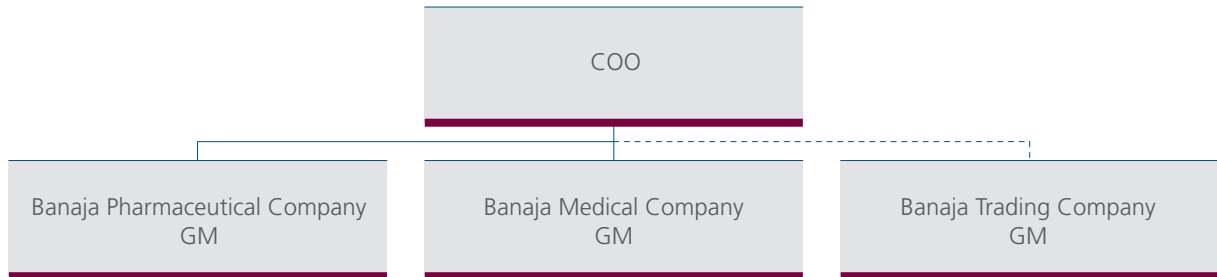 COO
Banaja Pharmaceutical Company
GM
Banaja Medical Company
GM
Banaja Trading Company
GM